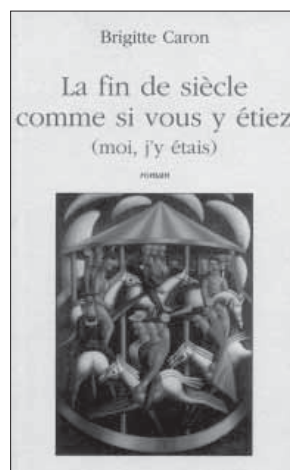 Brigitte Caron
La fin de siècle
comme si vous y étiez
(moi, j'y étais)
roman